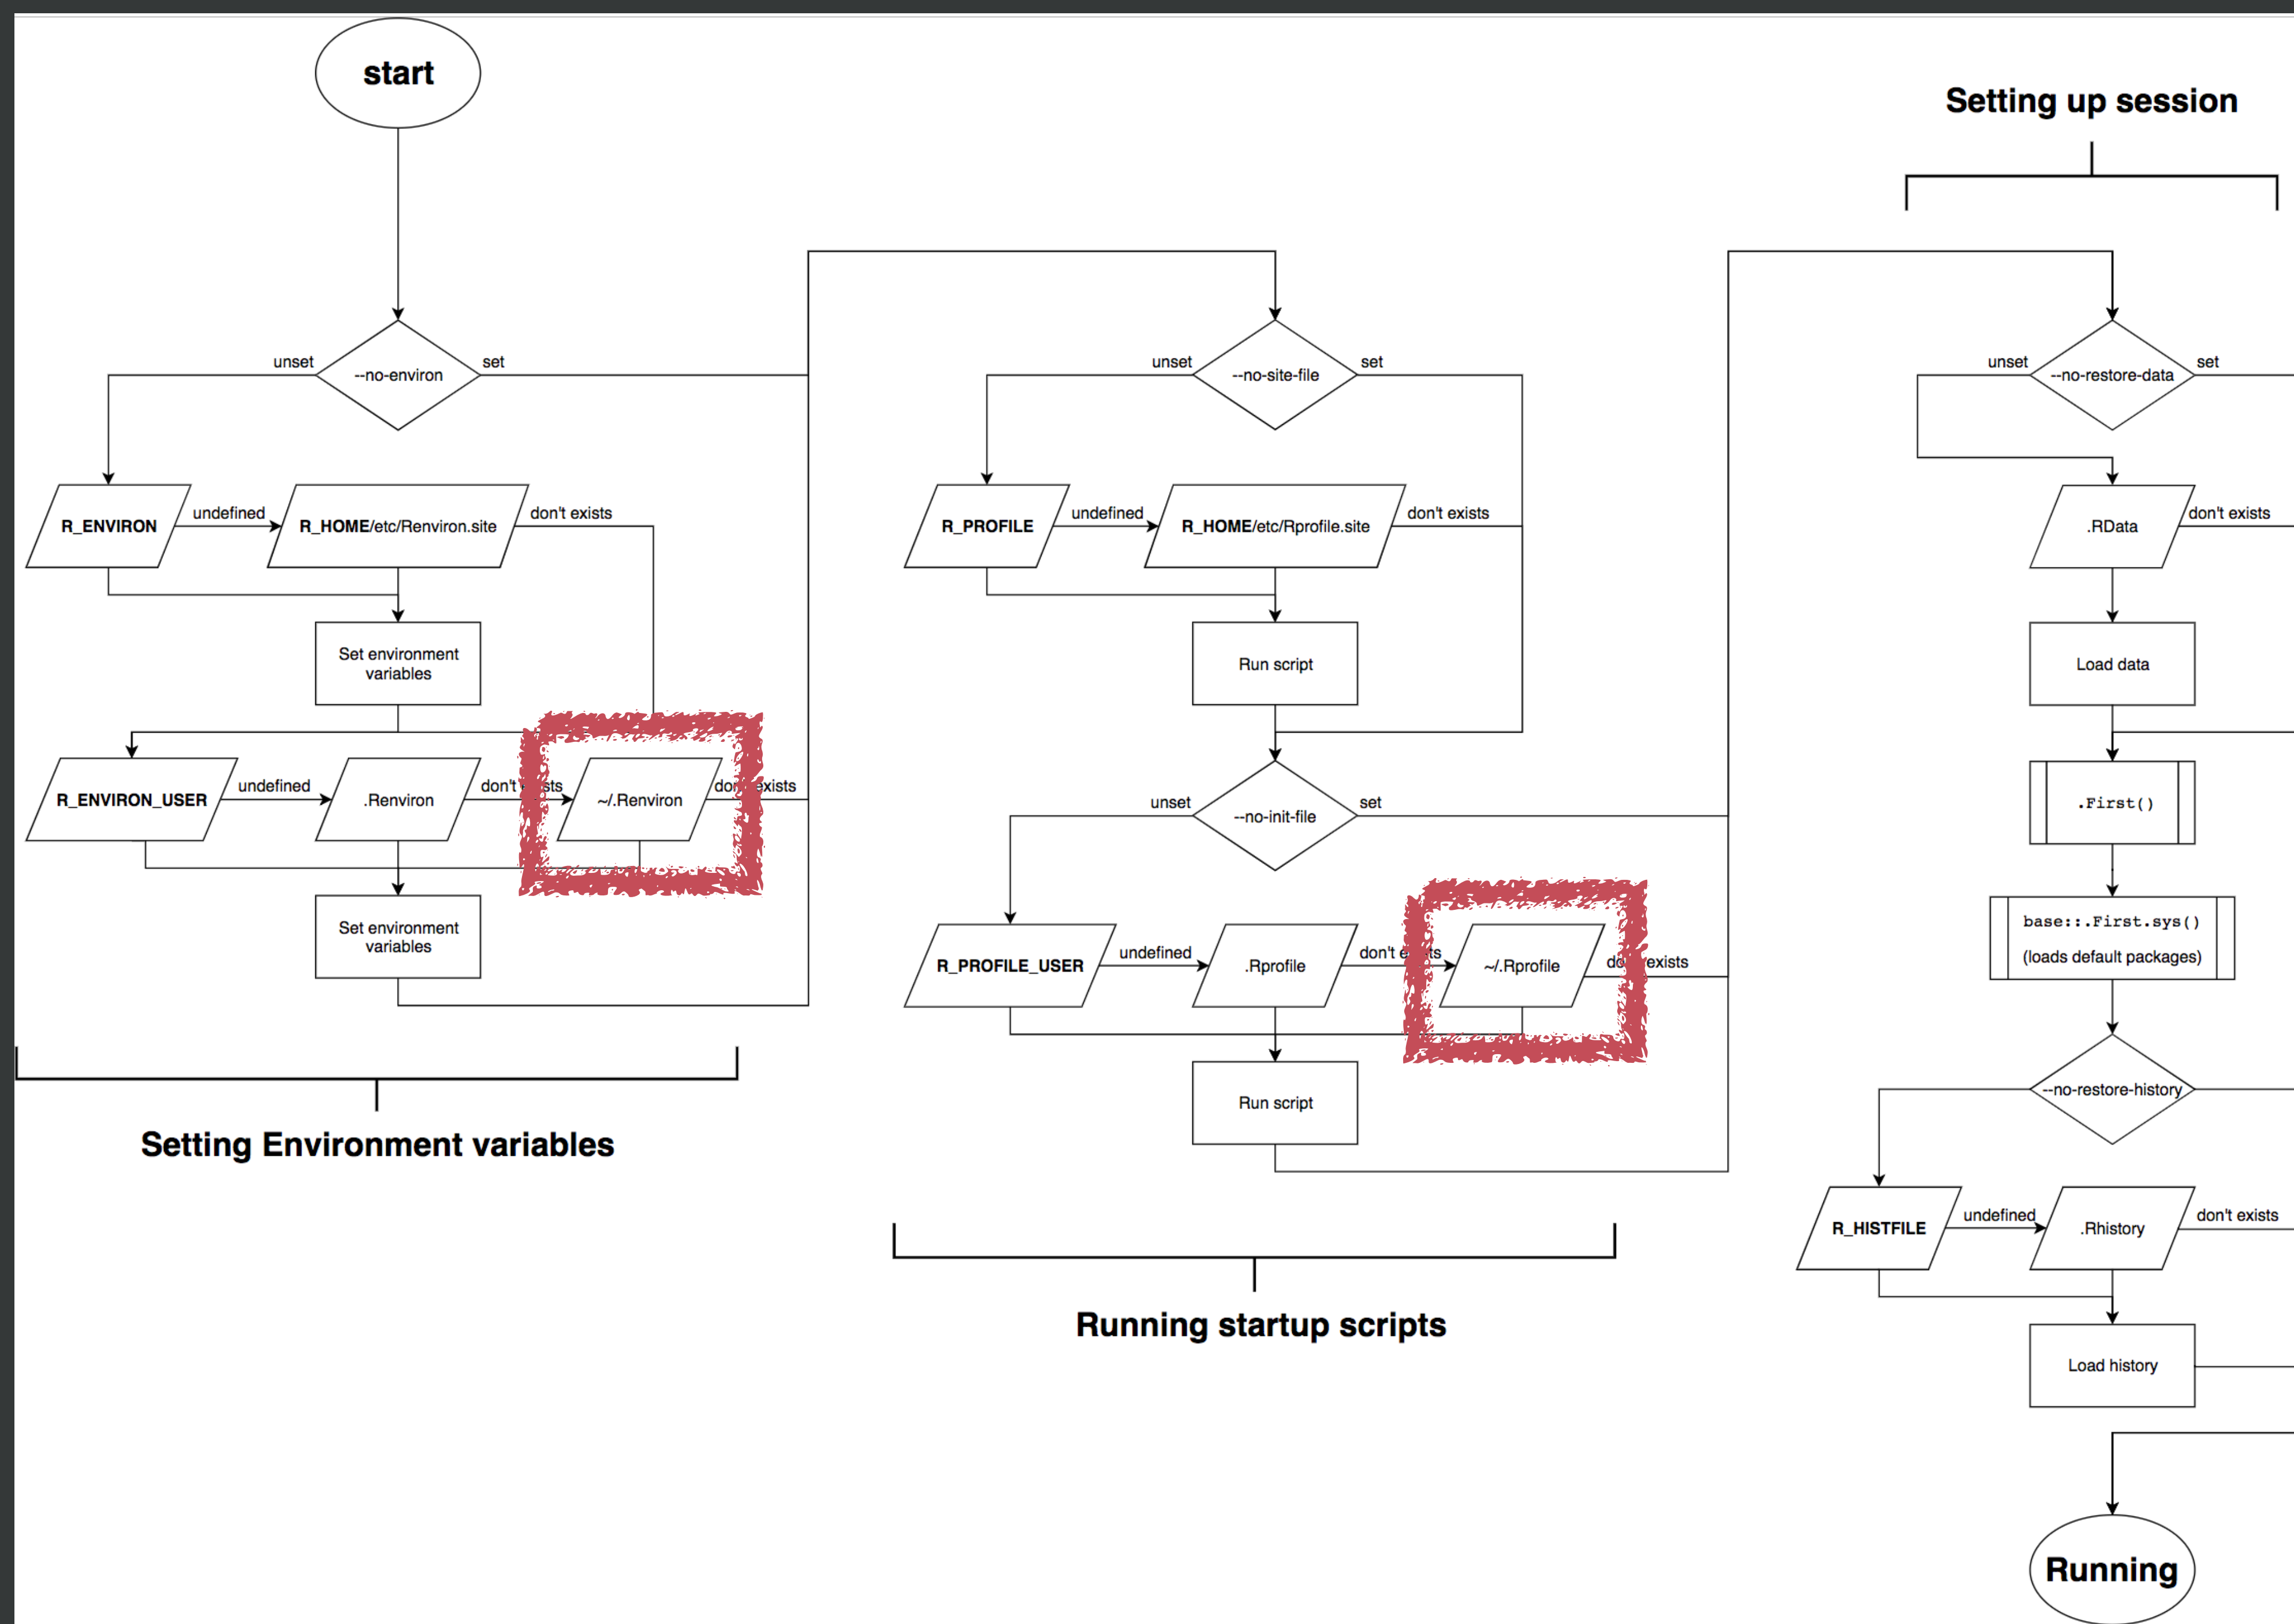 start
--no-environ
unset
set
R_ENVIRON
undefined
R_HOME/etc/Renviron.site
don't exists
Set environment
variables
R_ENVIRON_USER
undefined
.Renviron
don't
sts
~/.Renviron
exists
Set environment
variables
Setting Environment variables
--no-site-file
unset
set
R_PROFILE
undefined
R_HOME/etc/Rprofile.site
don't exists
Run script
--no-init-file
unset
set
R_PROFILE_USER
undefined
.Rprofile
don't
~/.Rprofile
exists
Run script
Running startup scripts
Setting up session
--no-restore-data
unset
set
.RData
don't exists
Load data
.First()
base::.First.sys()
(loads default packages)
--no-restore-history
R_HISTFILE
undefined
.Rhistory
don't exists
Load history
Running